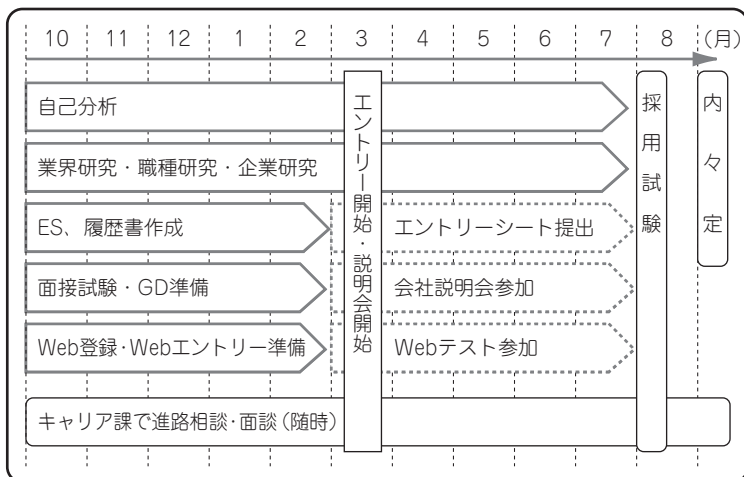 10 11 12 1 2 3 4 5 6 7 8 (月)
自己分析
業界研究・職種研究・企業研究
ES、履歴書作成
エントリーシート提出
面接試験・GD準備
会社説明会参加
Web登録・Webエントリー準備
Webテスト参加
キャリア課で進路相談・面談(随時)
エントリー開始・説明会開始
採用試験
内々定